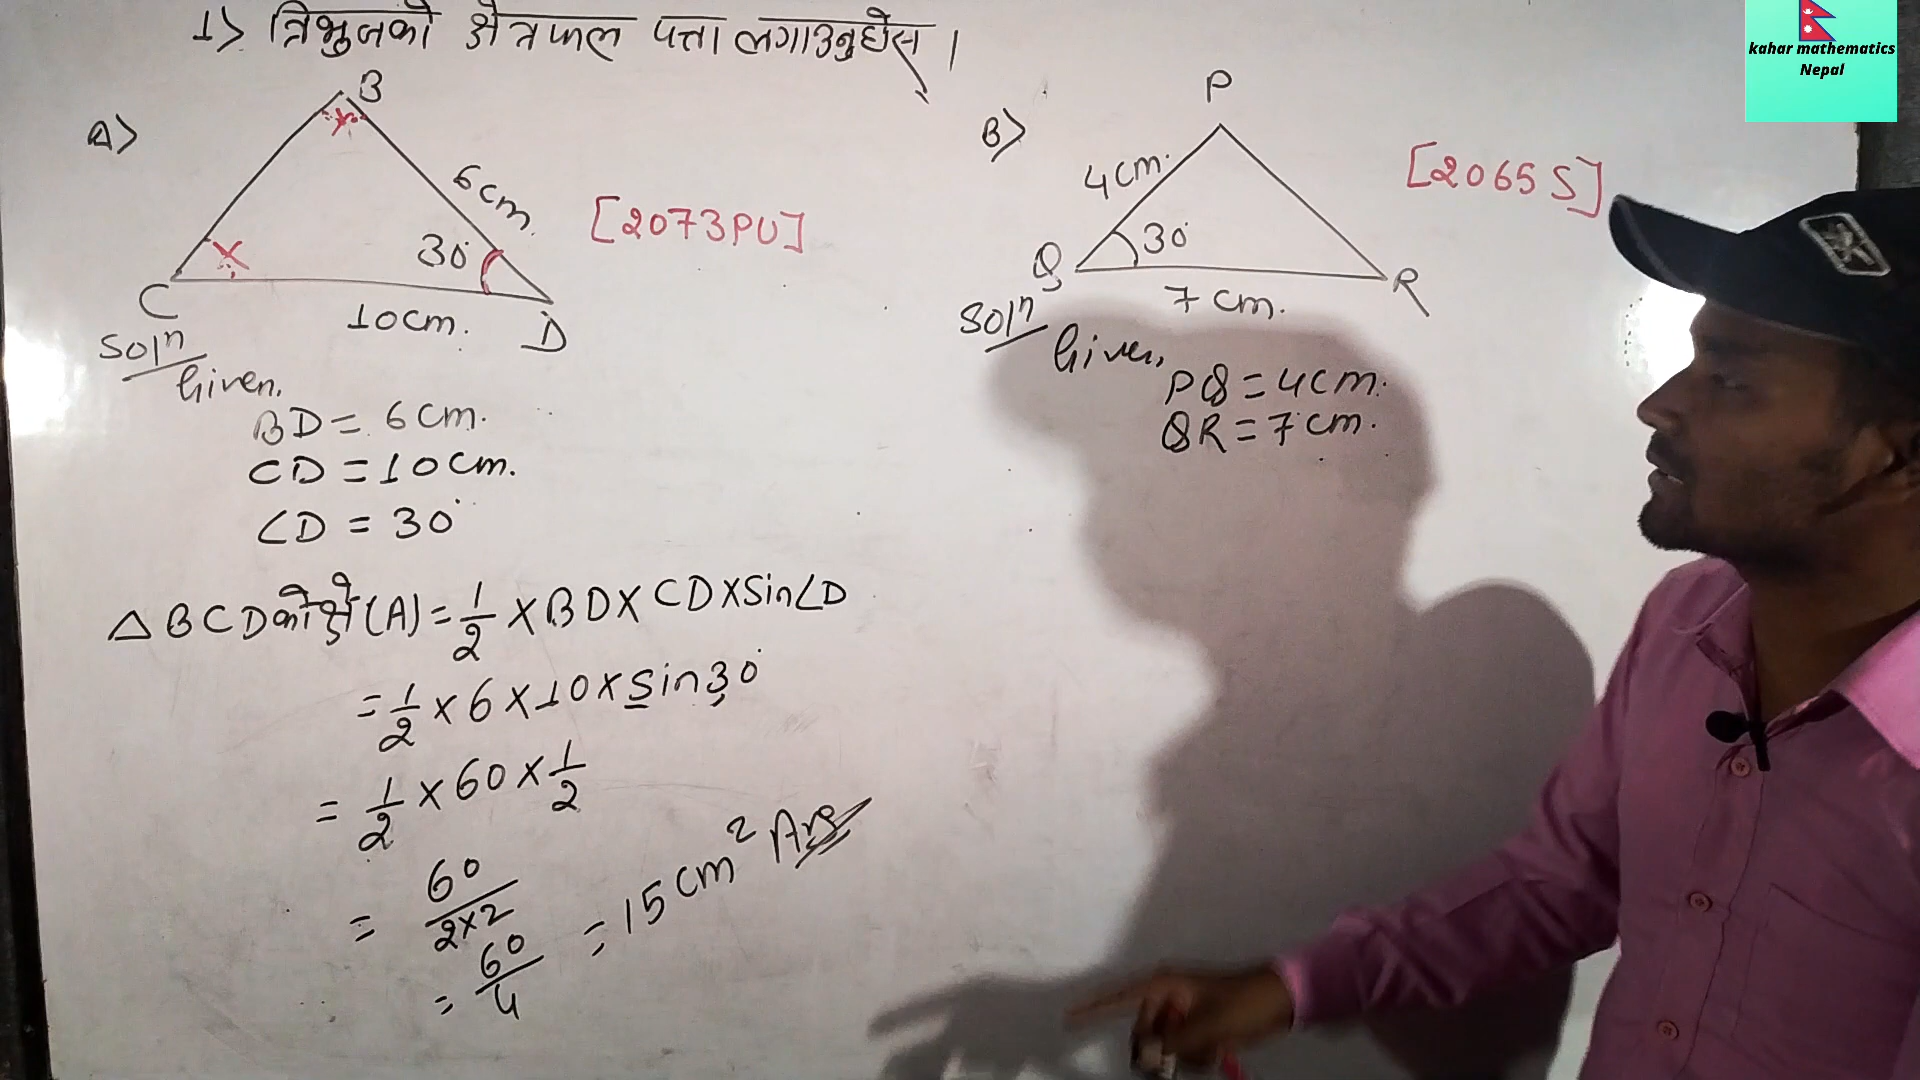 1> त्रिभुजको क्षेत्रफल पत्ता लगाउनुहोस् ।
A>
B
6cm.
30°
C
10cm.
D
[2073PU]
Solⁿ
Given,
BD = 6cm.
CD = 10cm.
∠D = 30°
△BCDको क्षे(A) = 1/2 × BD × CD × Sin∠D
= 1/2 × 6 × 10 × Sin30°
= 1/2 × 60 × 1/2
= 60/2×2
= 60/4
= 15cm² Ans
B>
P
4cm.
30°
Q
7cm.
R
[2065S]
Solⁿ
Given,
PQ = 4cm.
QR = 7cm.
kahar mathematics
Nepal